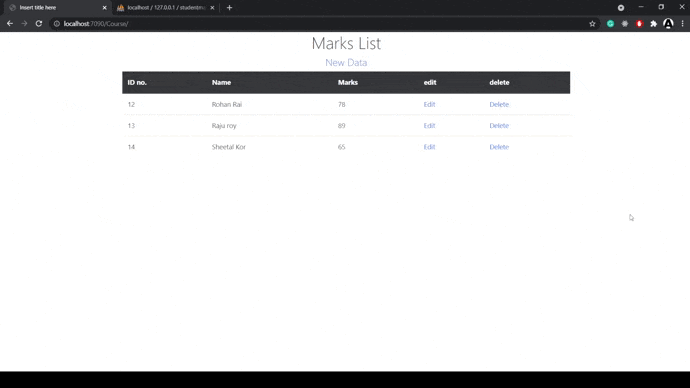 Insert title here
localhost / 127.0.0.1 / studentma
localhost:7090/Course/
Marks List
New Data
ID no. Name Marks edit delete
12 Rohan Rai 78 Edit Delete
13 Raju roy 89 Edit Delete
14 Sheetal Kor 65 Edit Delete